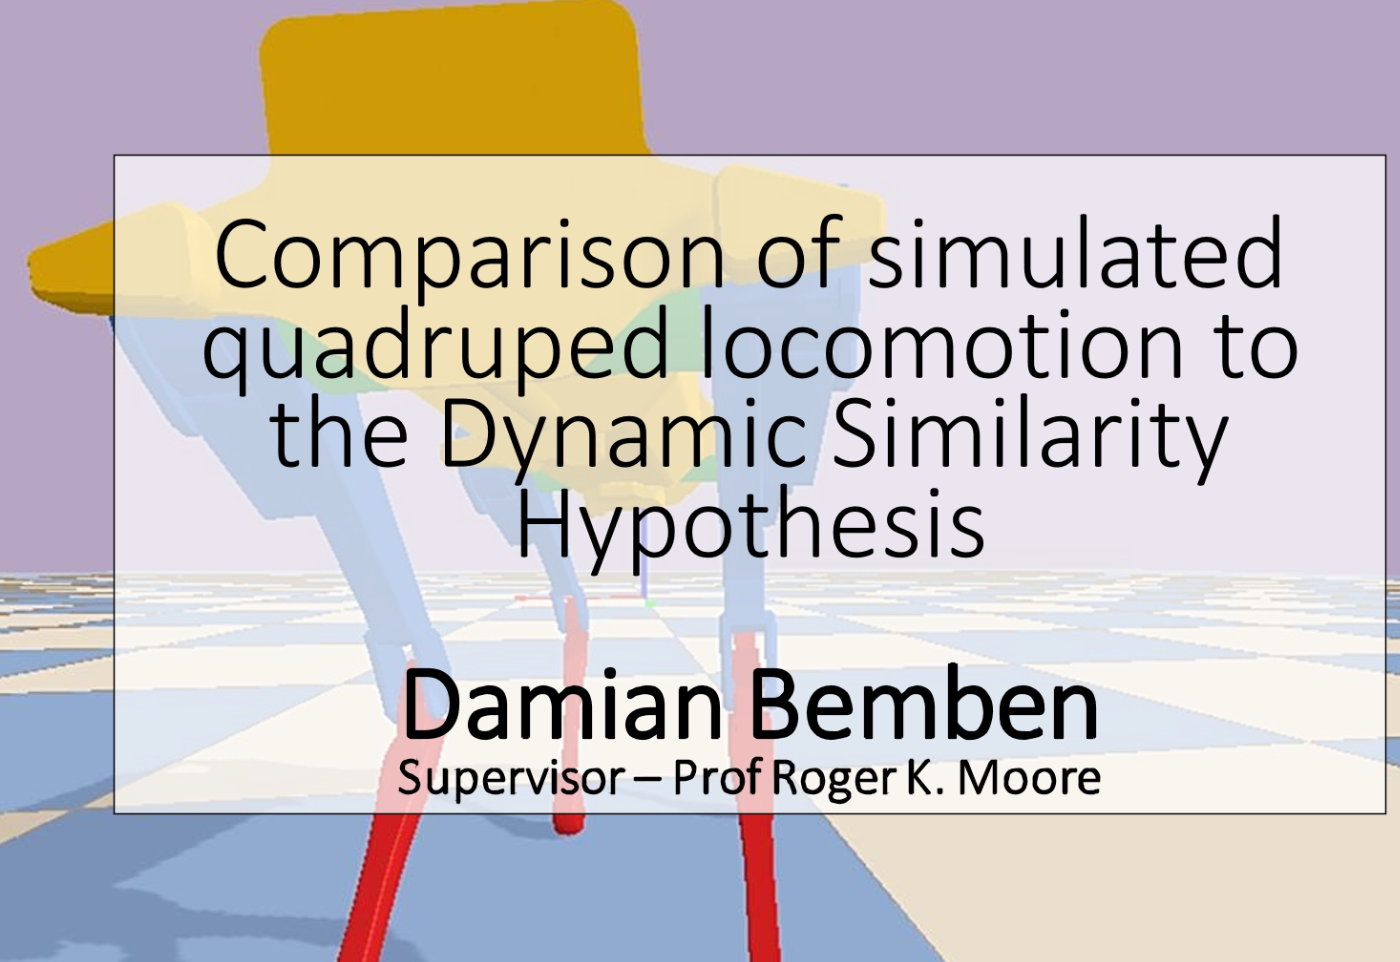 Comparison of simulated
quadruped locomotion to
the Dynamic Similarity
Hypothesis
Damian Bemben
Supervisor – Prof Roger K. Moore